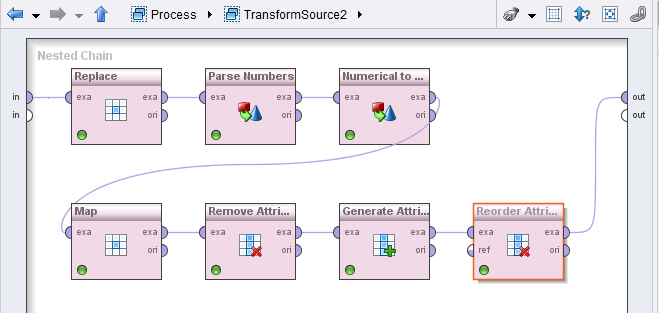 Process TransformSource2
Nested Chain
Replace Parse Numbers Numerical to ...
in exa exa exa exa exa exa out
in ori ori ori out
Map Remove Attri... Generate Attri... Reorder Attri...
exa exa exa exa exa exa exa exa
ori ori ori ref ori